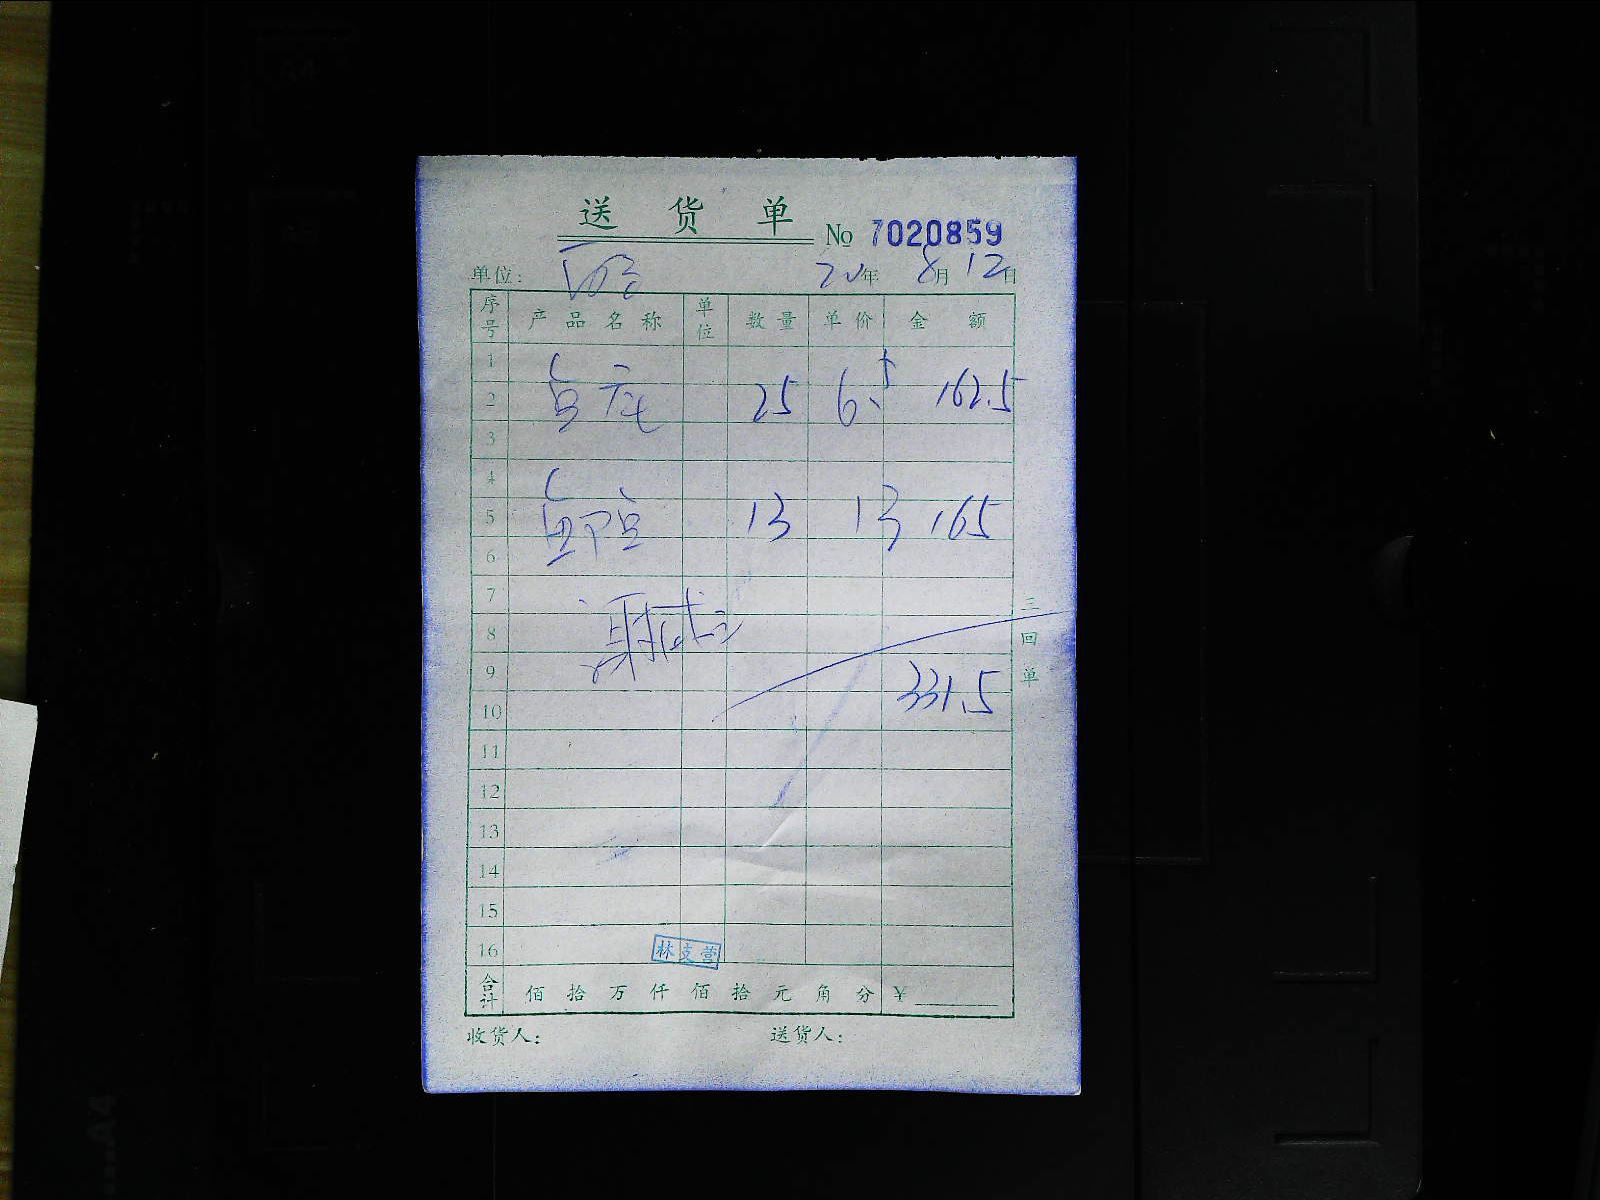 送货单
No 7020859
单位: 年 8月12日
序号 产品名称 单位 数量 单价 金额
1
2 25 6.5 162.5
3
4
5 13 13 165
6
7
8
9
10 331.5
11
12
13
14
15
16 林支营
合计 佰拾万仟佰拾元角分 ¥
收货人: 送货人:
三回单